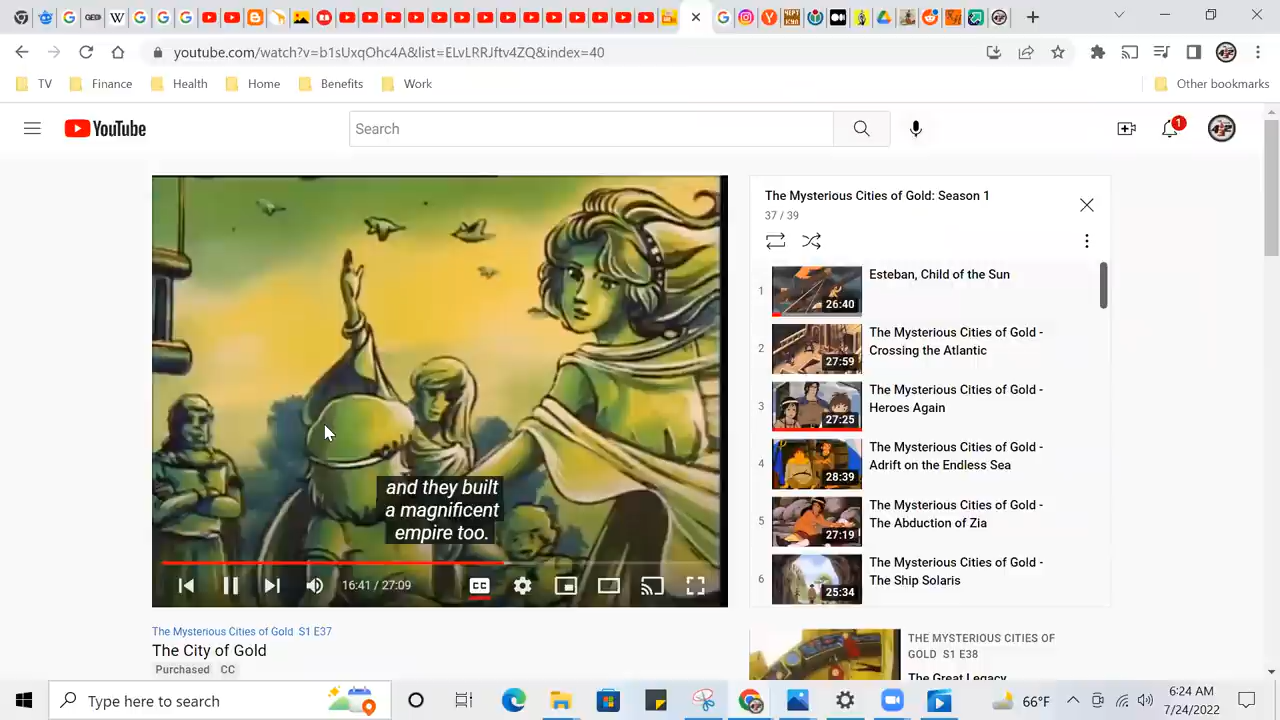 youtube.com/watch?v=b1sUxqOhc4A&list=ELvLRRJftv4ZQ&index=40
TV Finance Health Home Benefits Work Other bookmarks
YouTube
Search
1
The Mysterious Cities of Gold: Season 1
37 / 39
1
26:40
Esteban, Child of the Sun
2
27:59
The Mysterious Cities of Gold -
Crossing the Atlantic
3
27:25
The Mysterious Cities of Gold -
Heroes Again
4
28:39
The Mysterious Cities of Gold -
Adrift on the Endless Sea
5
27:19
The Mysterious Cities of Gold -
The Abduction of Zia
6
25:34
The Mysterious Cities of Gold -
The Ship Solaris
and they built
a magnificent
empire too.
16:41 / 27:09
CC
The Mysterious Cities of Gold S1 E37
The City of Gold
Purchased CC
THE MYSTERIOUS CITIES OF
GOLD S1 E38
The Great Legacy
Type here to search
66°F
6:24 AM
7/24/2022